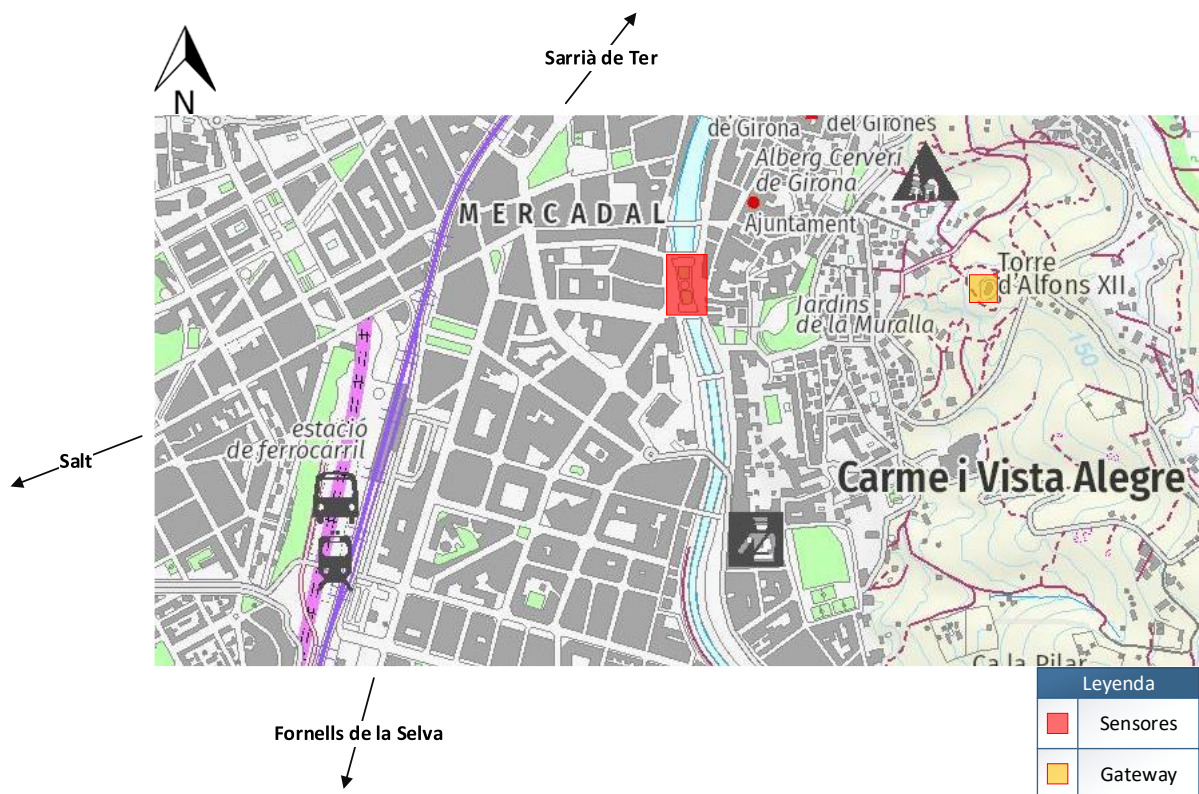 Sarrià de Ter
N
de Girona
del Gironès
Alberg Cerverí
de Girona
MERCADAL
Ajuntament
Torre
d'Alfons XII
Jardins
de la Muralla
150
estació
de ferrocarril
Salt
Carme i Vista Alegre
Ca la Pilar
Leyenda
Sensores
Fornells de la Selva
Gateway